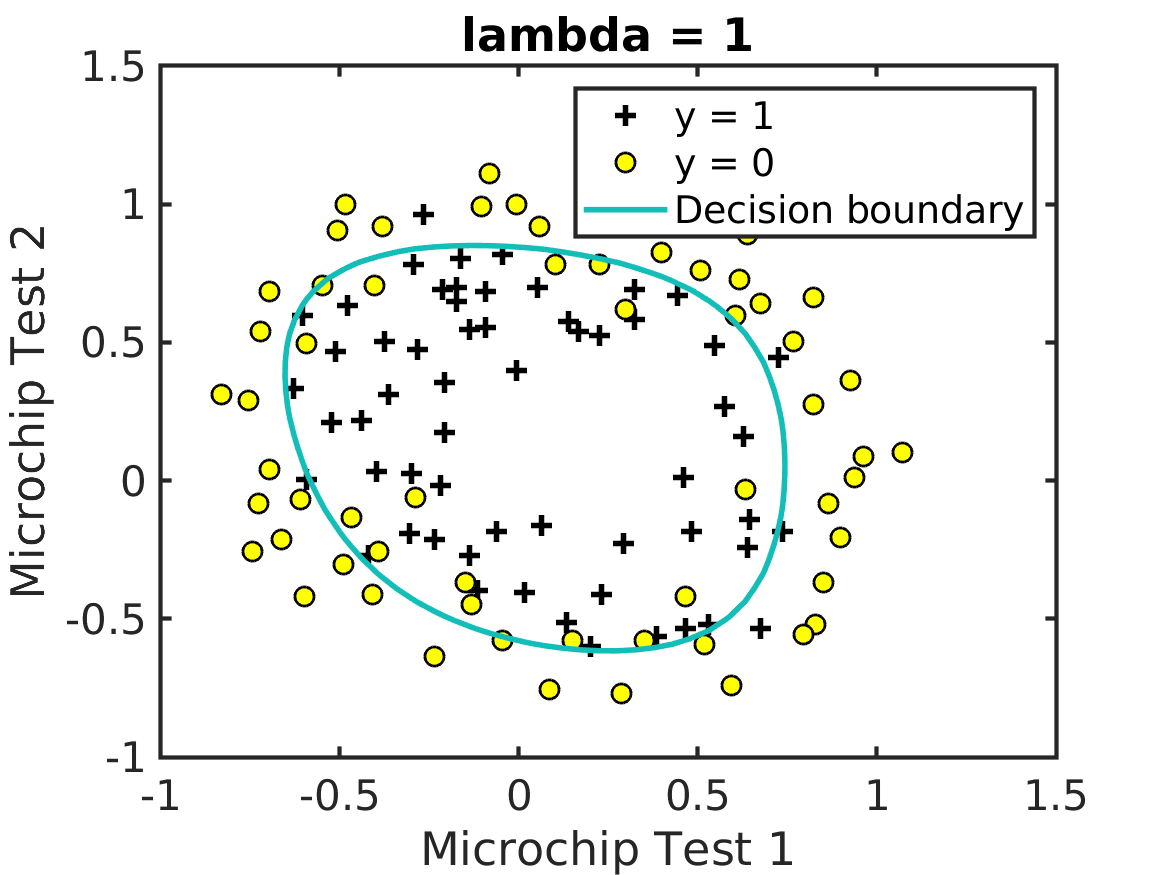 lambda = 1
1.5
y = 1
y = 0
Decision boundary
1
0.5
0
-0.5
-1
Microchip Test 2
-1
-0.5
0
0.5
1
1.5
Microchip Test 1